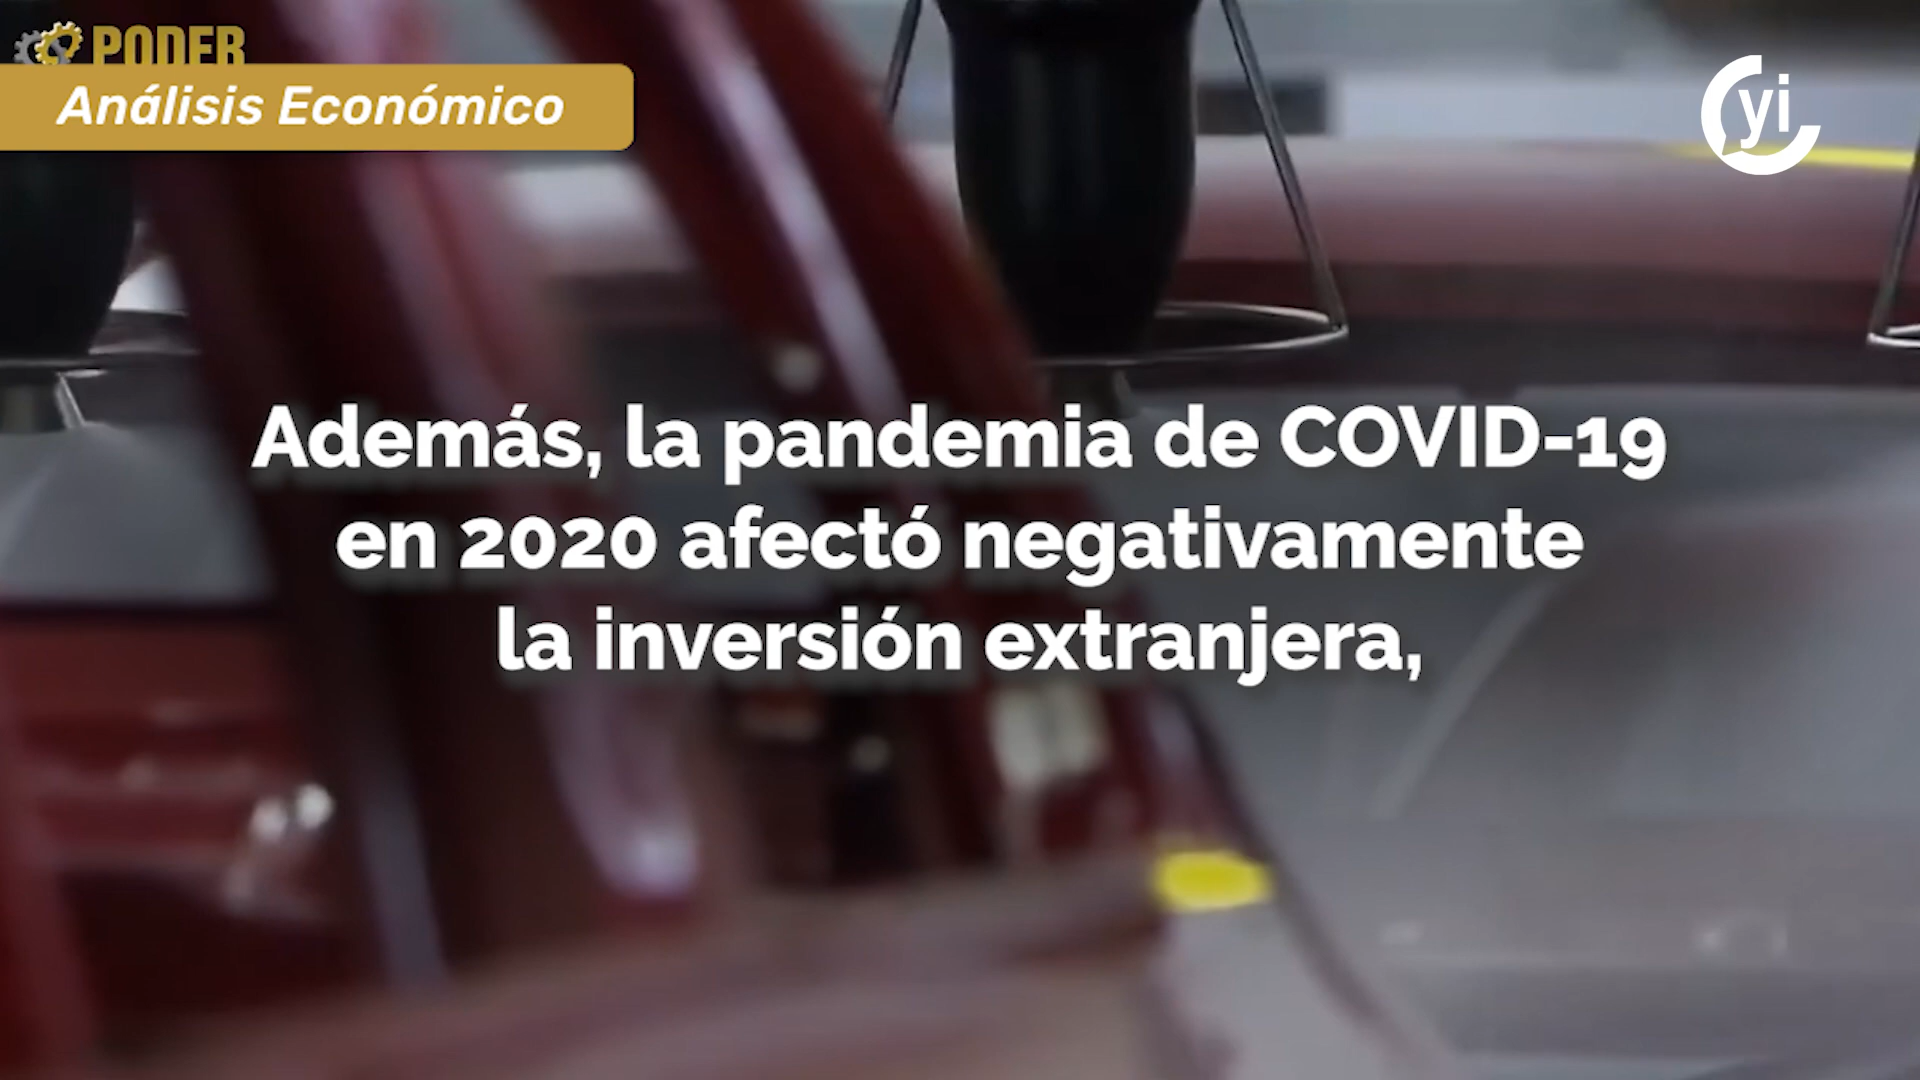 PODER
Análisis Económico
yi
Además, la pandemia de COVID-19
en 2020 afectó negativamente
la inversión extranjera,